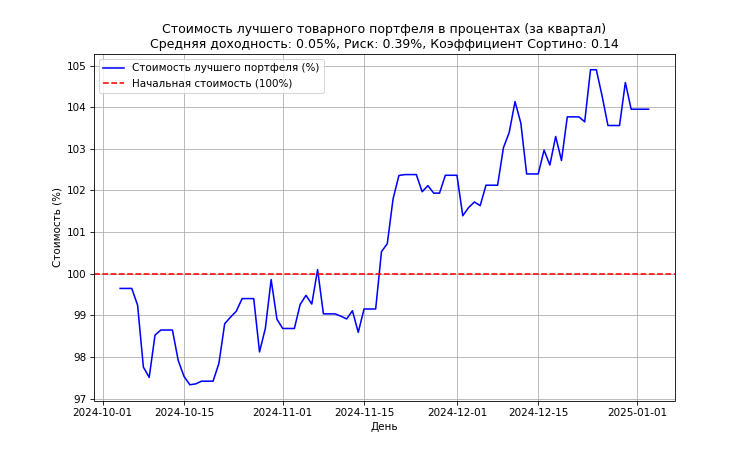 Стоимость лучшего товарного портфеля в процентах (за квартал)
Средняя доходность: 0.05%, Риск: 0.39%, Коэффициент Сортино: 0.14
Стоимость лучшего портфеля (%)
Начальная стоимость (100%)
Стоимость (%)
105
104
103
102
101
100
99
98
97
2024-10-01
2024-10-15
2024-11-01
2024-11-15
2024-12-01
2024-12-15
2025-01-01
День